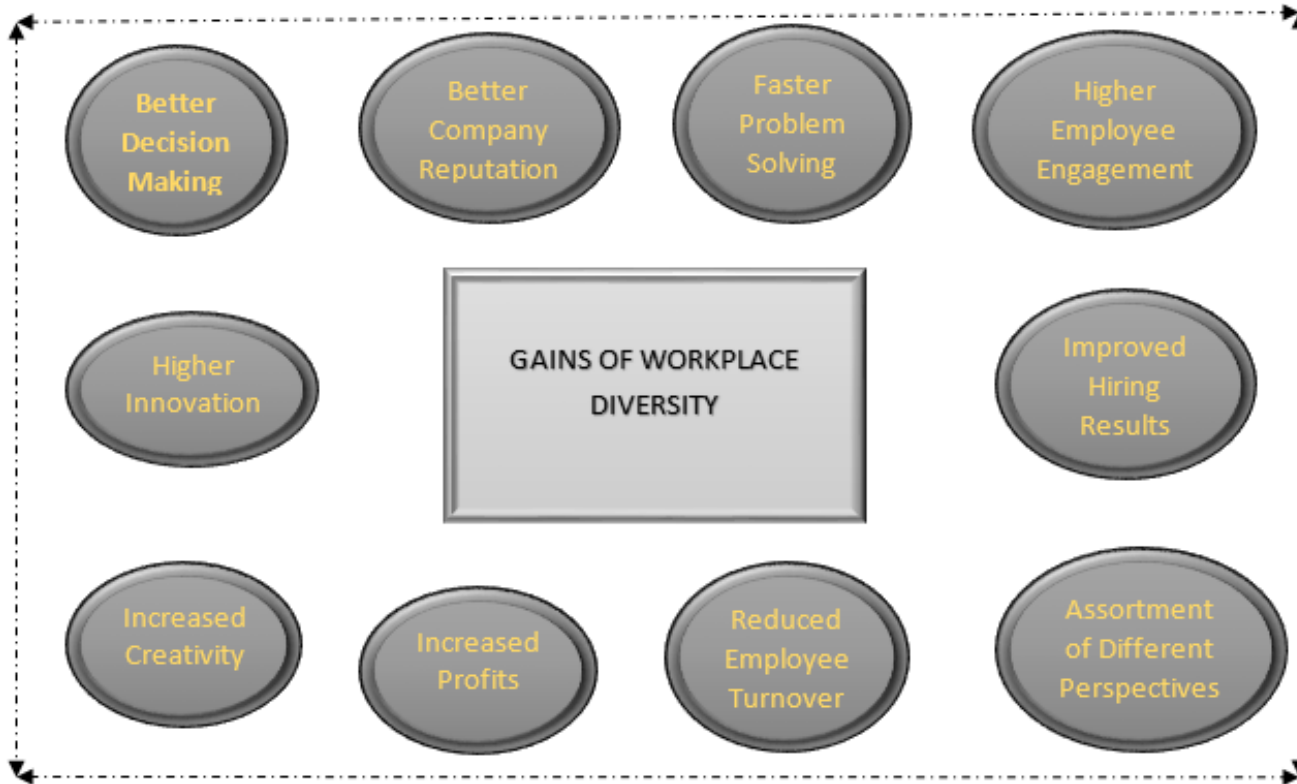 Better
Decision
Making
Better
Company
Reputation
Faster
Problem
Solving
Higher
Employee
Engagement
Higher
Innovation
GAINS OF WORKPLACE
DIVERSITY
Improved
Hiring
Results
Increased
Creativity
Increased
Profits
Reduced
Employee
Turnover
Assortment
of Different
Perspectives